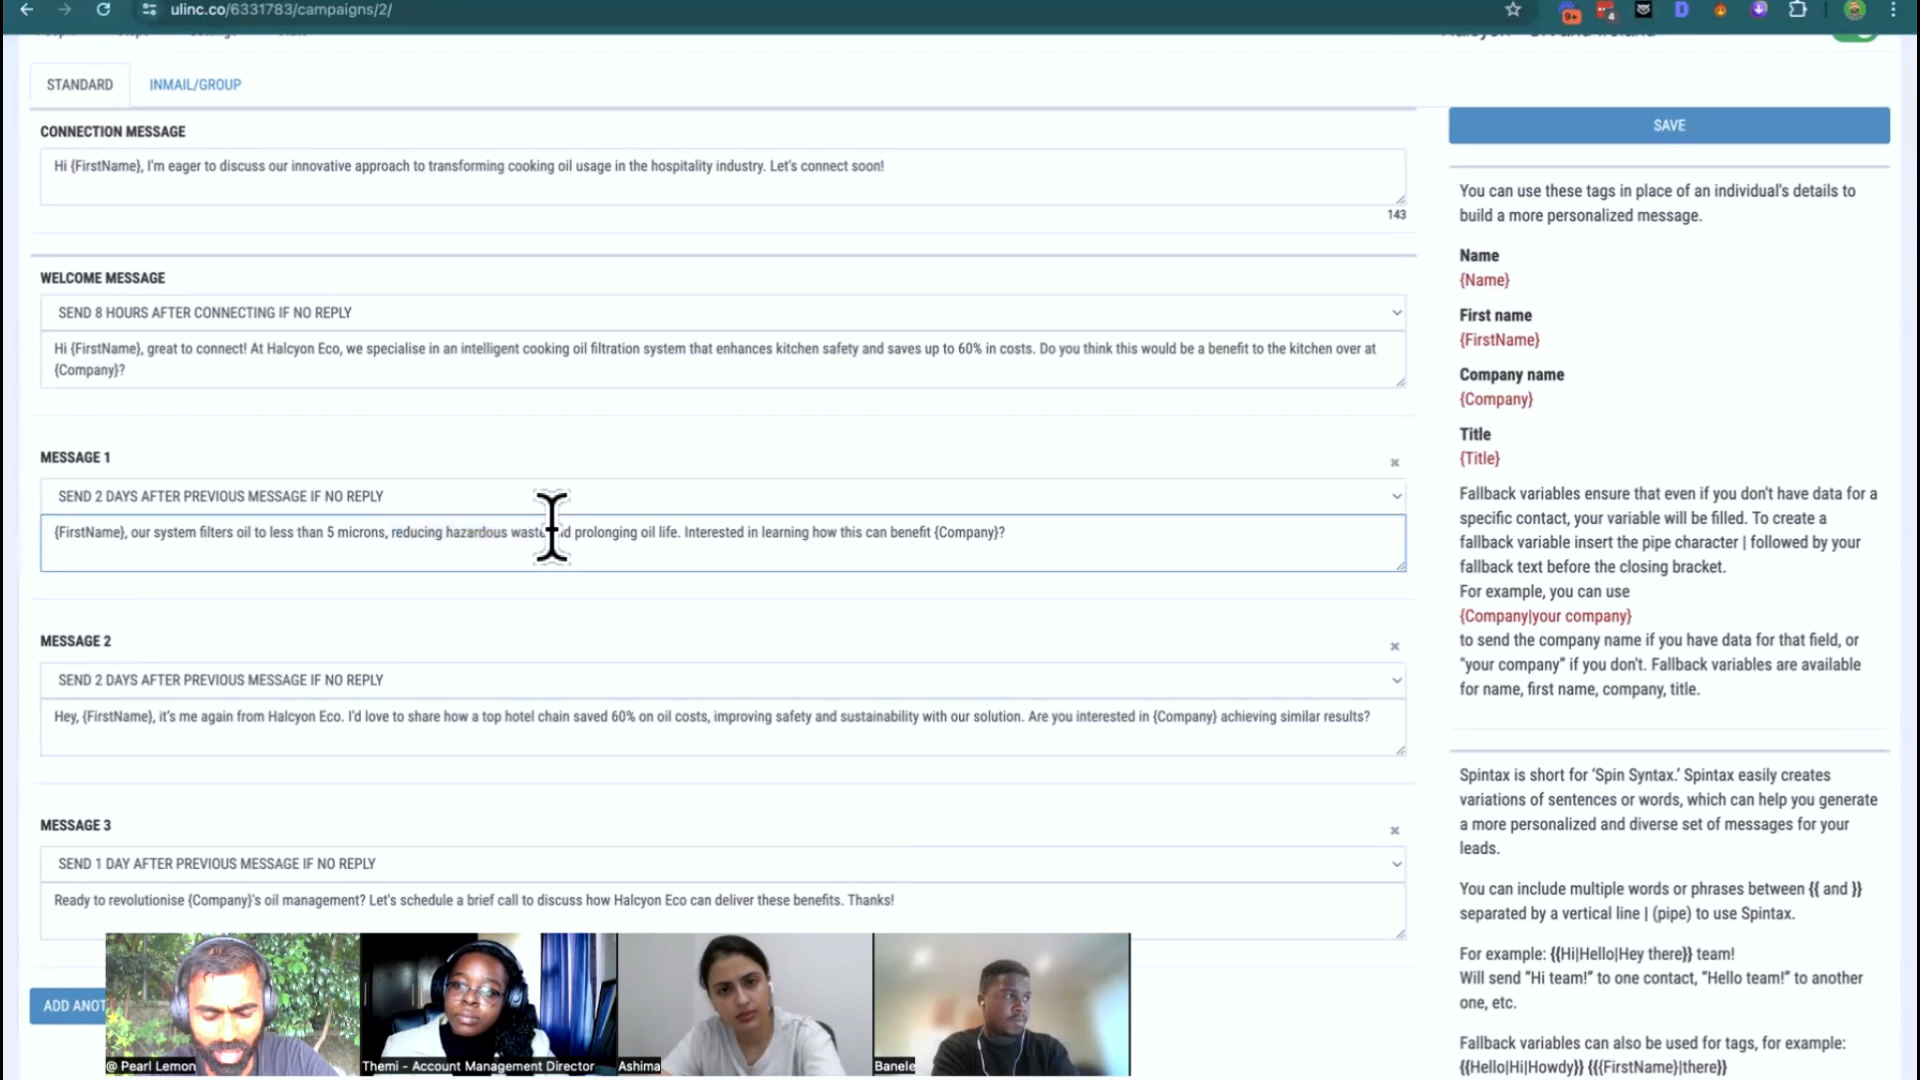 ulinc.co/6331783/campaigns/2/
9+
4
STANDARD
INMAIL/GROUP
CONNECTION MESSAGE
Hi {FirstName}, I'm eager to discuss our innovative approach to transforming cooking oil usage in the hospitality industry. Let's connect soon!
143
WELCOME MESSAGE
SEND 8 HOURS AFTER CONNECTING IF NO REPLY
Hi {FirstName}, great to connect! At Halcyon Eco, we specialise in an intelligent cooking oil filtration system that enhances kitchen safety and saves up to 60% in costs. Do you think this would be a benefit to the kitchen over at
{Company}?
MESSAGE 1
SEND 2 DAYS AFTER PREVIOUS MESSAGE IF NO REPLY
{FirstName}, our system filters oil to less than 5 microns, reducing hazardous waste prolonging oil life. Interested in learning how this can benefit {Company}?
MESSAGE 2
SEND 2 DAYS AFTER PREVIOUS MESSAGE IF NO REPLY
Hey, {FirstName}, it's me again from Halcyon Eco. I'd love to share how a top hotel chain saved 60% on oil costs, improving safety and sustainability with our solution. Are you interested in {Company} achieving similar results?
MESSAGE 3
SEND 1 DAY AFTER PREVIOUS MESSAGE IF NO REPLY
Ready to revolutionise {Company}'s oil management? Let's schedule a brief call to discuss how Halcyon Eco can deliver these benefits. Thanks!
ADD ANOT
@ Pearl Lemon
Themi - Account Management Director
Ashima
Banele
SAVE
You can use these tags in place of an individual's details to
build a more personalized message.
Name
{Name}
First name
{FirstName}
Company name
{Company}
Title
{Title}
Fallback variables ensure that even if you don't have data for a
specific contact, your variable will be filled. To create a
fallback variable insert the pipe character | followed by your
fallback text before the closing bracket.
For example, you can use
{Company|your company}
to send the company name if you have data for that field, or
"your company" if you don't. Fallback variables are available
for name, first name, company, title.
Spintax is short for 'Spin Syntax.' Spintax easily creates
variations of sentences or words, which can help you generate
a more personalized and diverse set of messages for your
leads.
You can include multiple words or phrases between {{ and }}
separated by a vertical line | (pipe) to use Spintax.
For example: {{Hi|Hello|Hey there}} team!
Will send "Hi team!" to one contact, "Hello team!" to another
one, etc.
Fallback variables can also be used for tags, for example:
{{Hello|Hi|Howdy}} {{{FirstName}|there}}